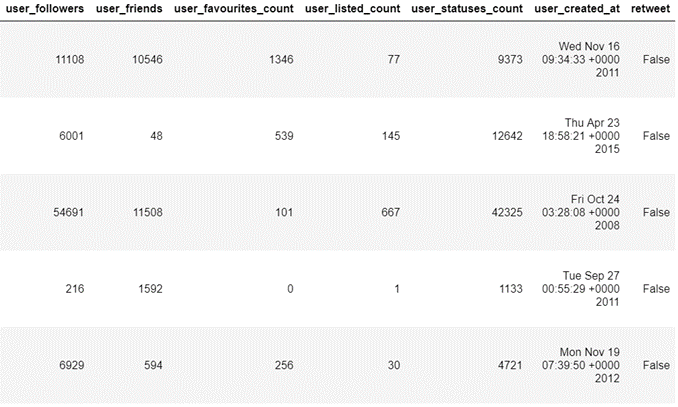 user_followers user_friends user_favourites_count user_listed_count user_statuses_count user_created_at retweet
Wed Nov 16
11108 10546 1346 77 9373 09:34:33 +0000 False
2011
Thu Apr 23
6001 48 539 145 12642 18:58:21 +0000 False
2015
Fri Oct 24
54691 11508 101 667 42325 03:28:08 +0000 False
2008
Tue Sep 27
216 1592 0 1 1133 00:55:29 +0000 False
2011
Mon Nov 19
6929 594 256 30 4721 07:39:50 +0000 False
2012